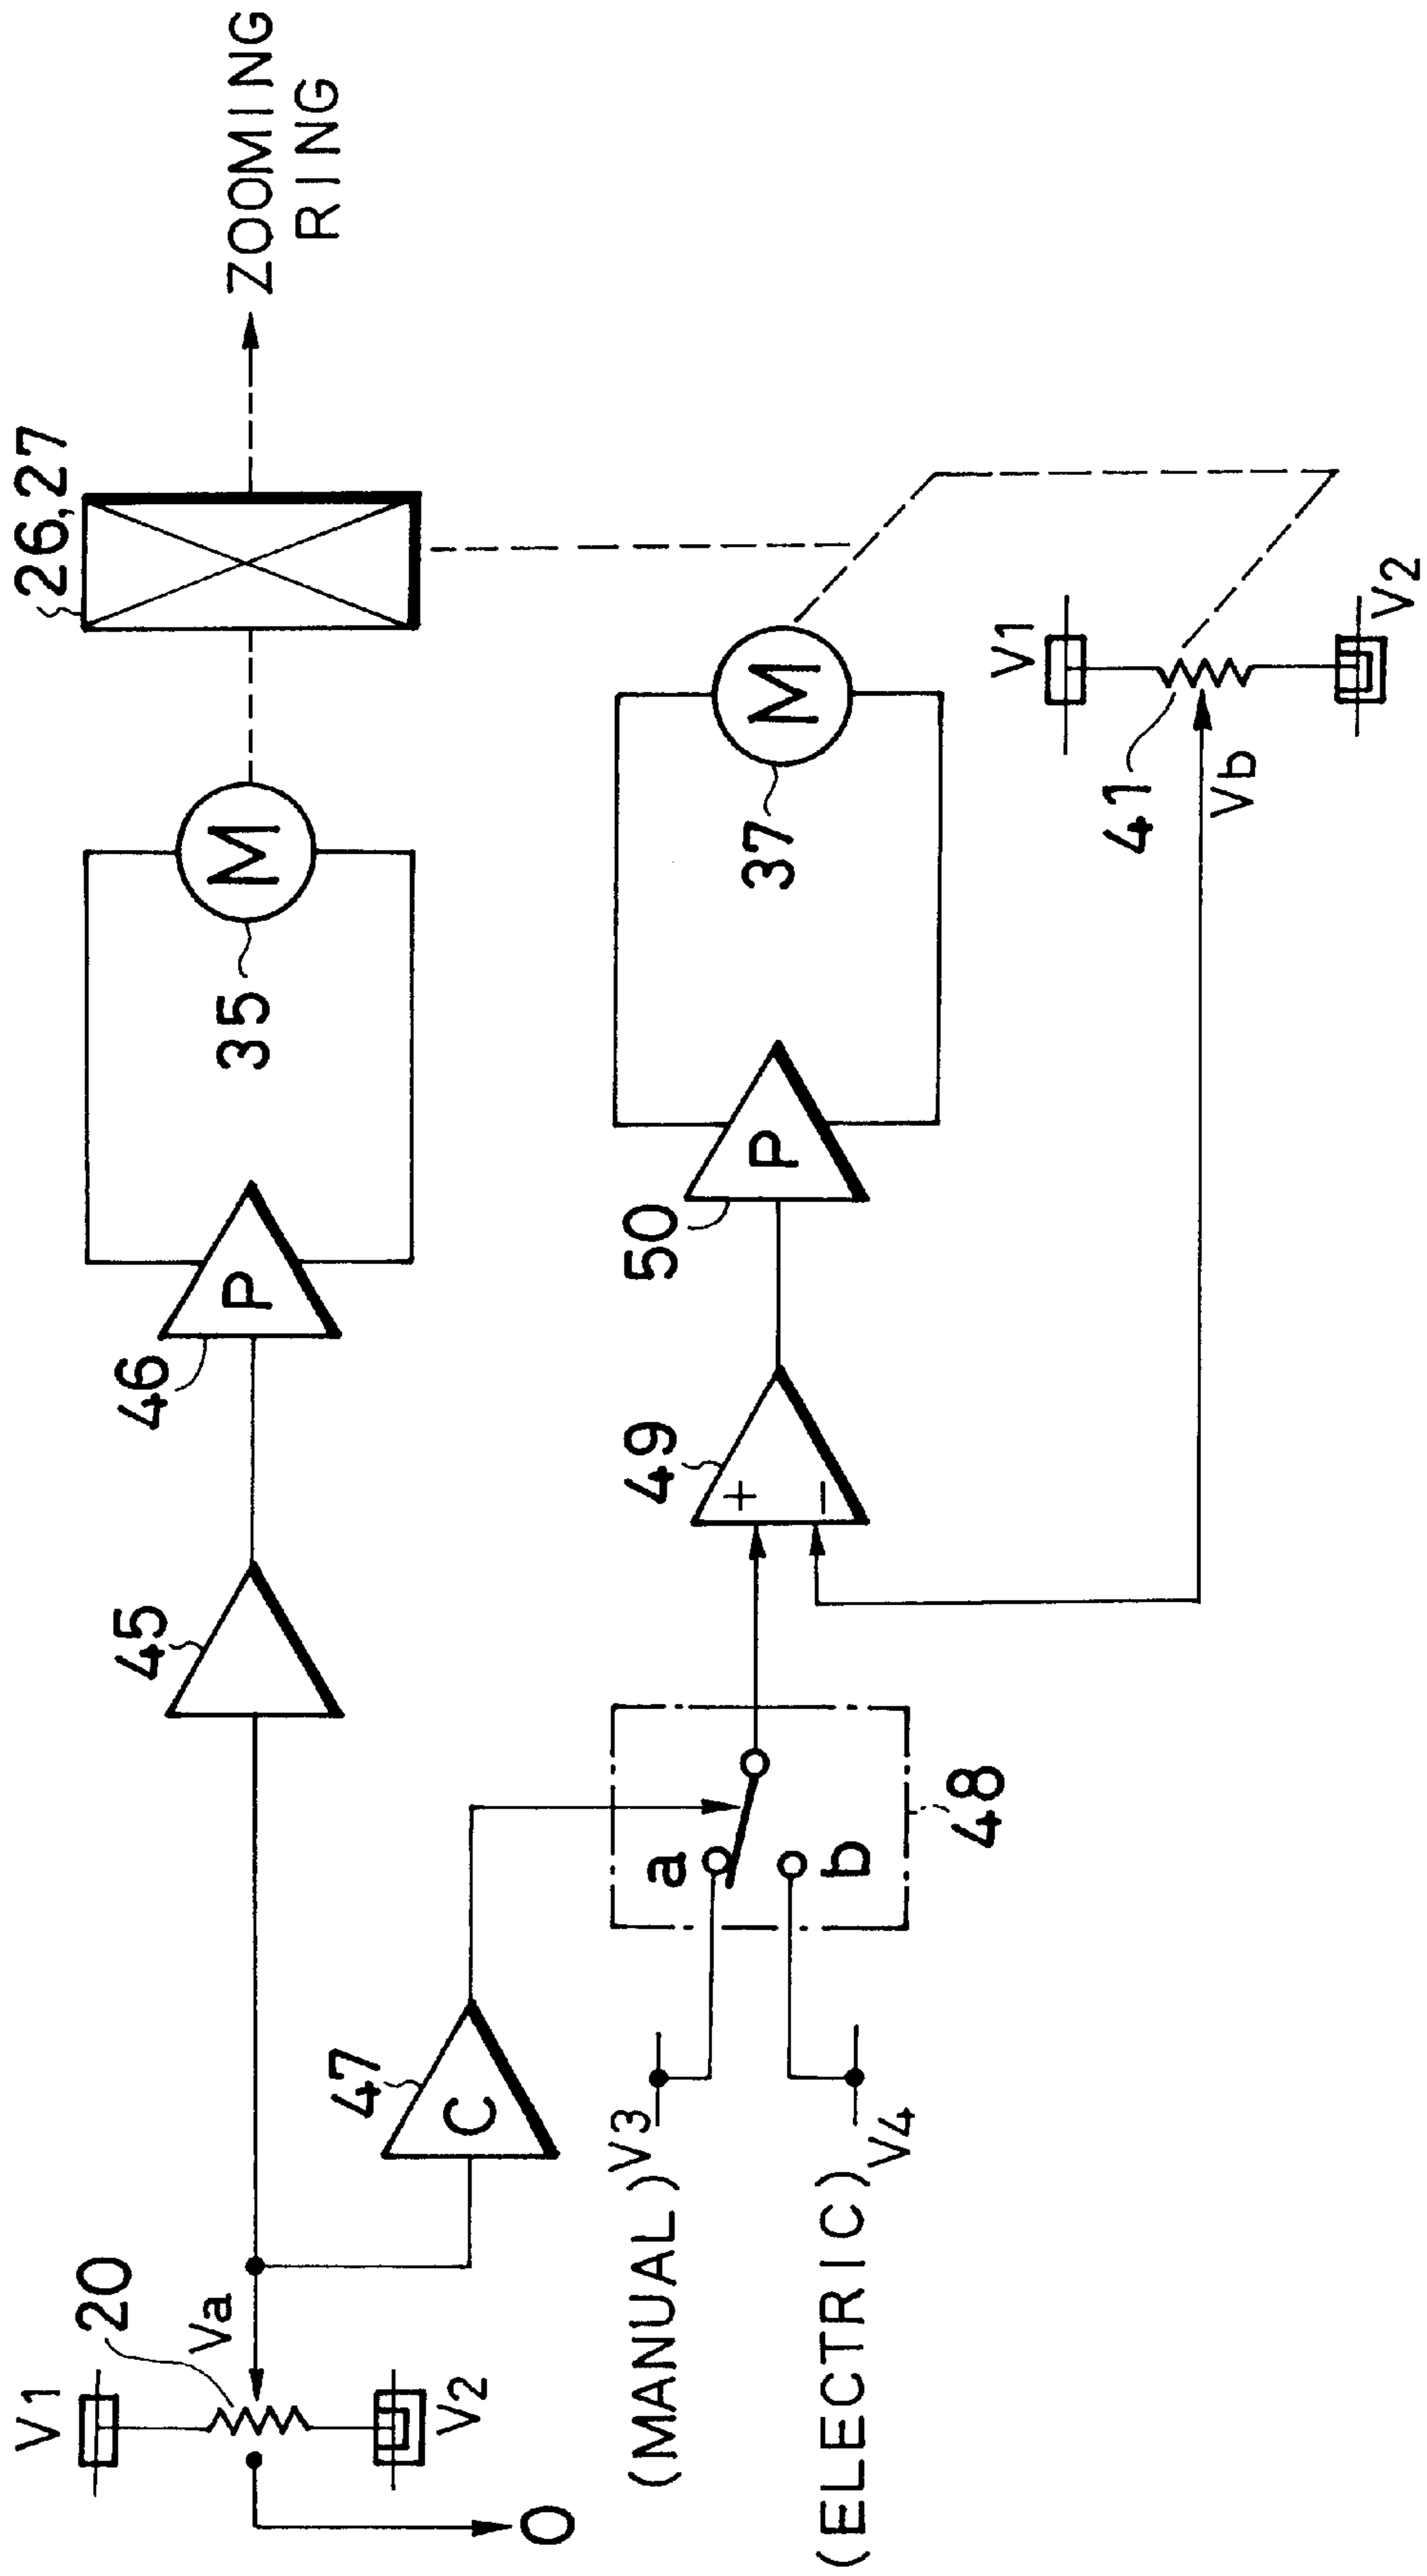 ZOOMING
RING
26,27
V1
20
Va
V2
O
45
46
P
35
M
47
C
(MANUAL) V3
(ELECTRIC) V4
a
b
48
49
+
−
50
P
37
M
V1
41
Vb
V2